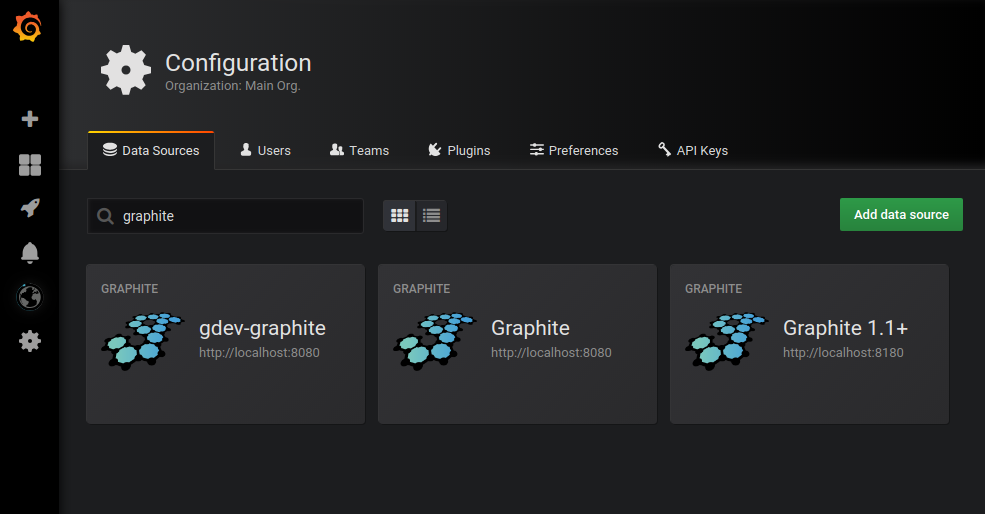 Configuration
Organization: Main Org.
Data Sources Users Teams Plugins Preferences API Keys
graphite Add data source
GRAPHITE GRAPHITE GRAPHITE
gdev-graphite Graphite Graphite 1.1+
http://localhost:8080 http://localhost:8080 http://localhost:8180